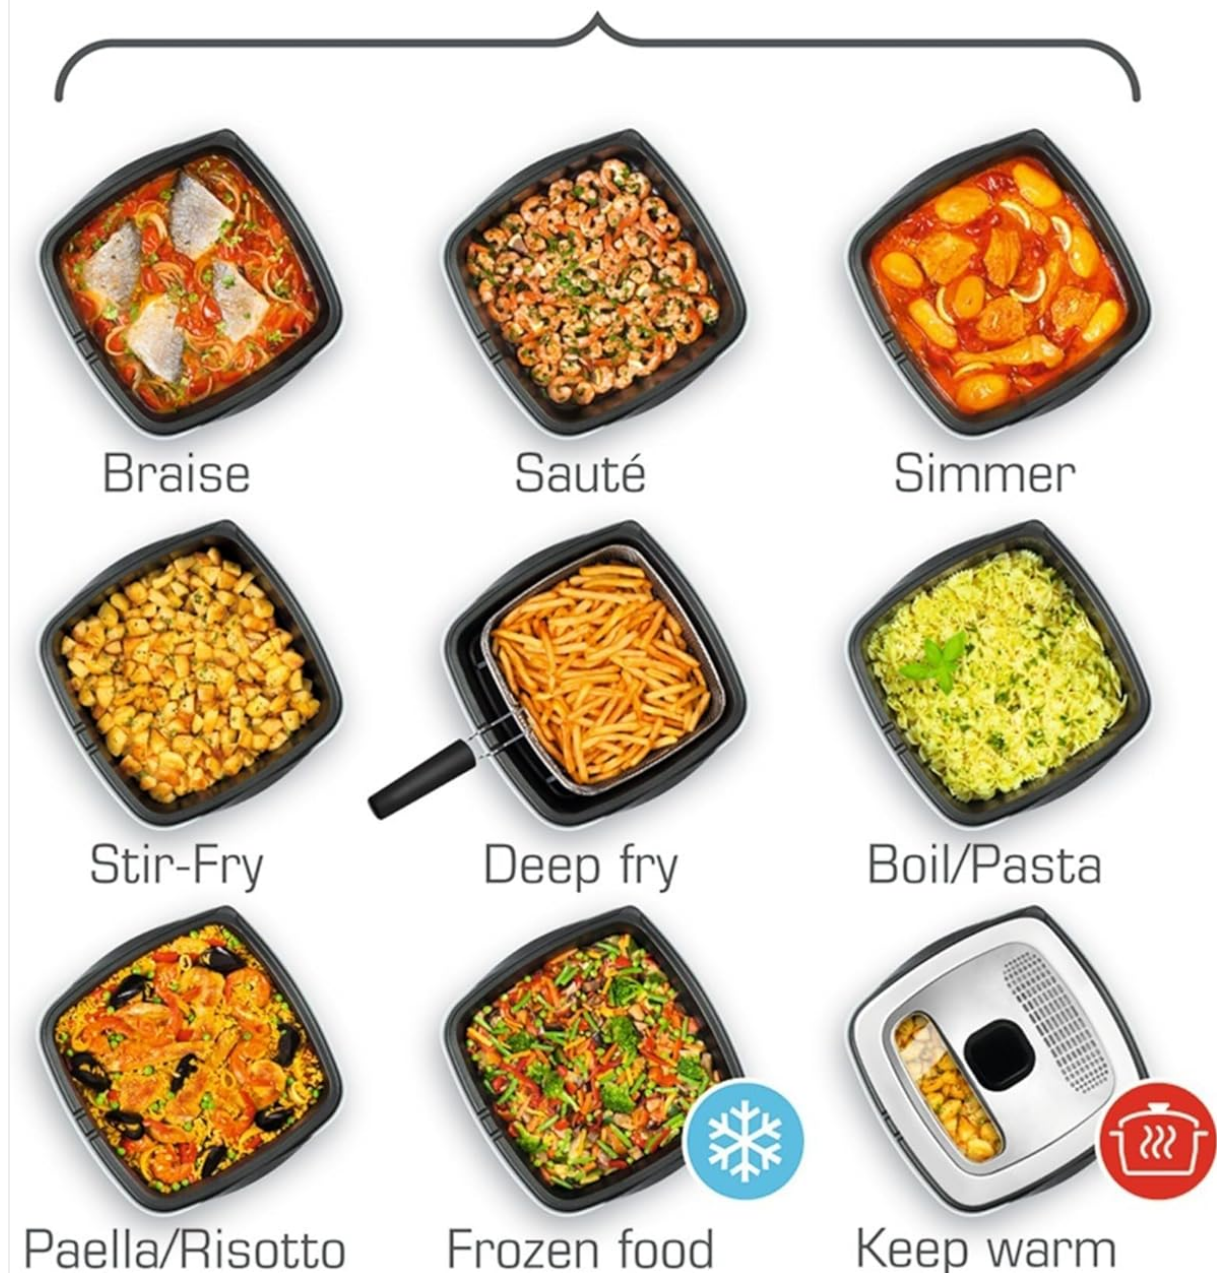 Braise
Sauté
Simmer
Stir-Fry
Deep fry
Boil/Pasta
Paella/Risotto
Frozen food
Keep warm